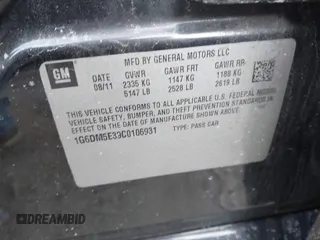 MFD BY GENERAL MOTORS LLC
GM
DATE GVWR GAWR FRT GAWR RR
08/11 2335 KG 1147 KG 1188 KG
5147 LB 2528 LB 2619 LB
THIS VEHICLE CONFORMS TO ALL APPLICABLE U.S. FEDERAL MOTOR
VEHICLE SAFETY, BUMPER, AND THEFT PREVENTION STANDARDS
IN EFFECT ON THE DATE OF MANUFACTURE SHOWN ABOVE.
1G6DM5E33C0106931 TYPE: PASS CAR
DREAMBID